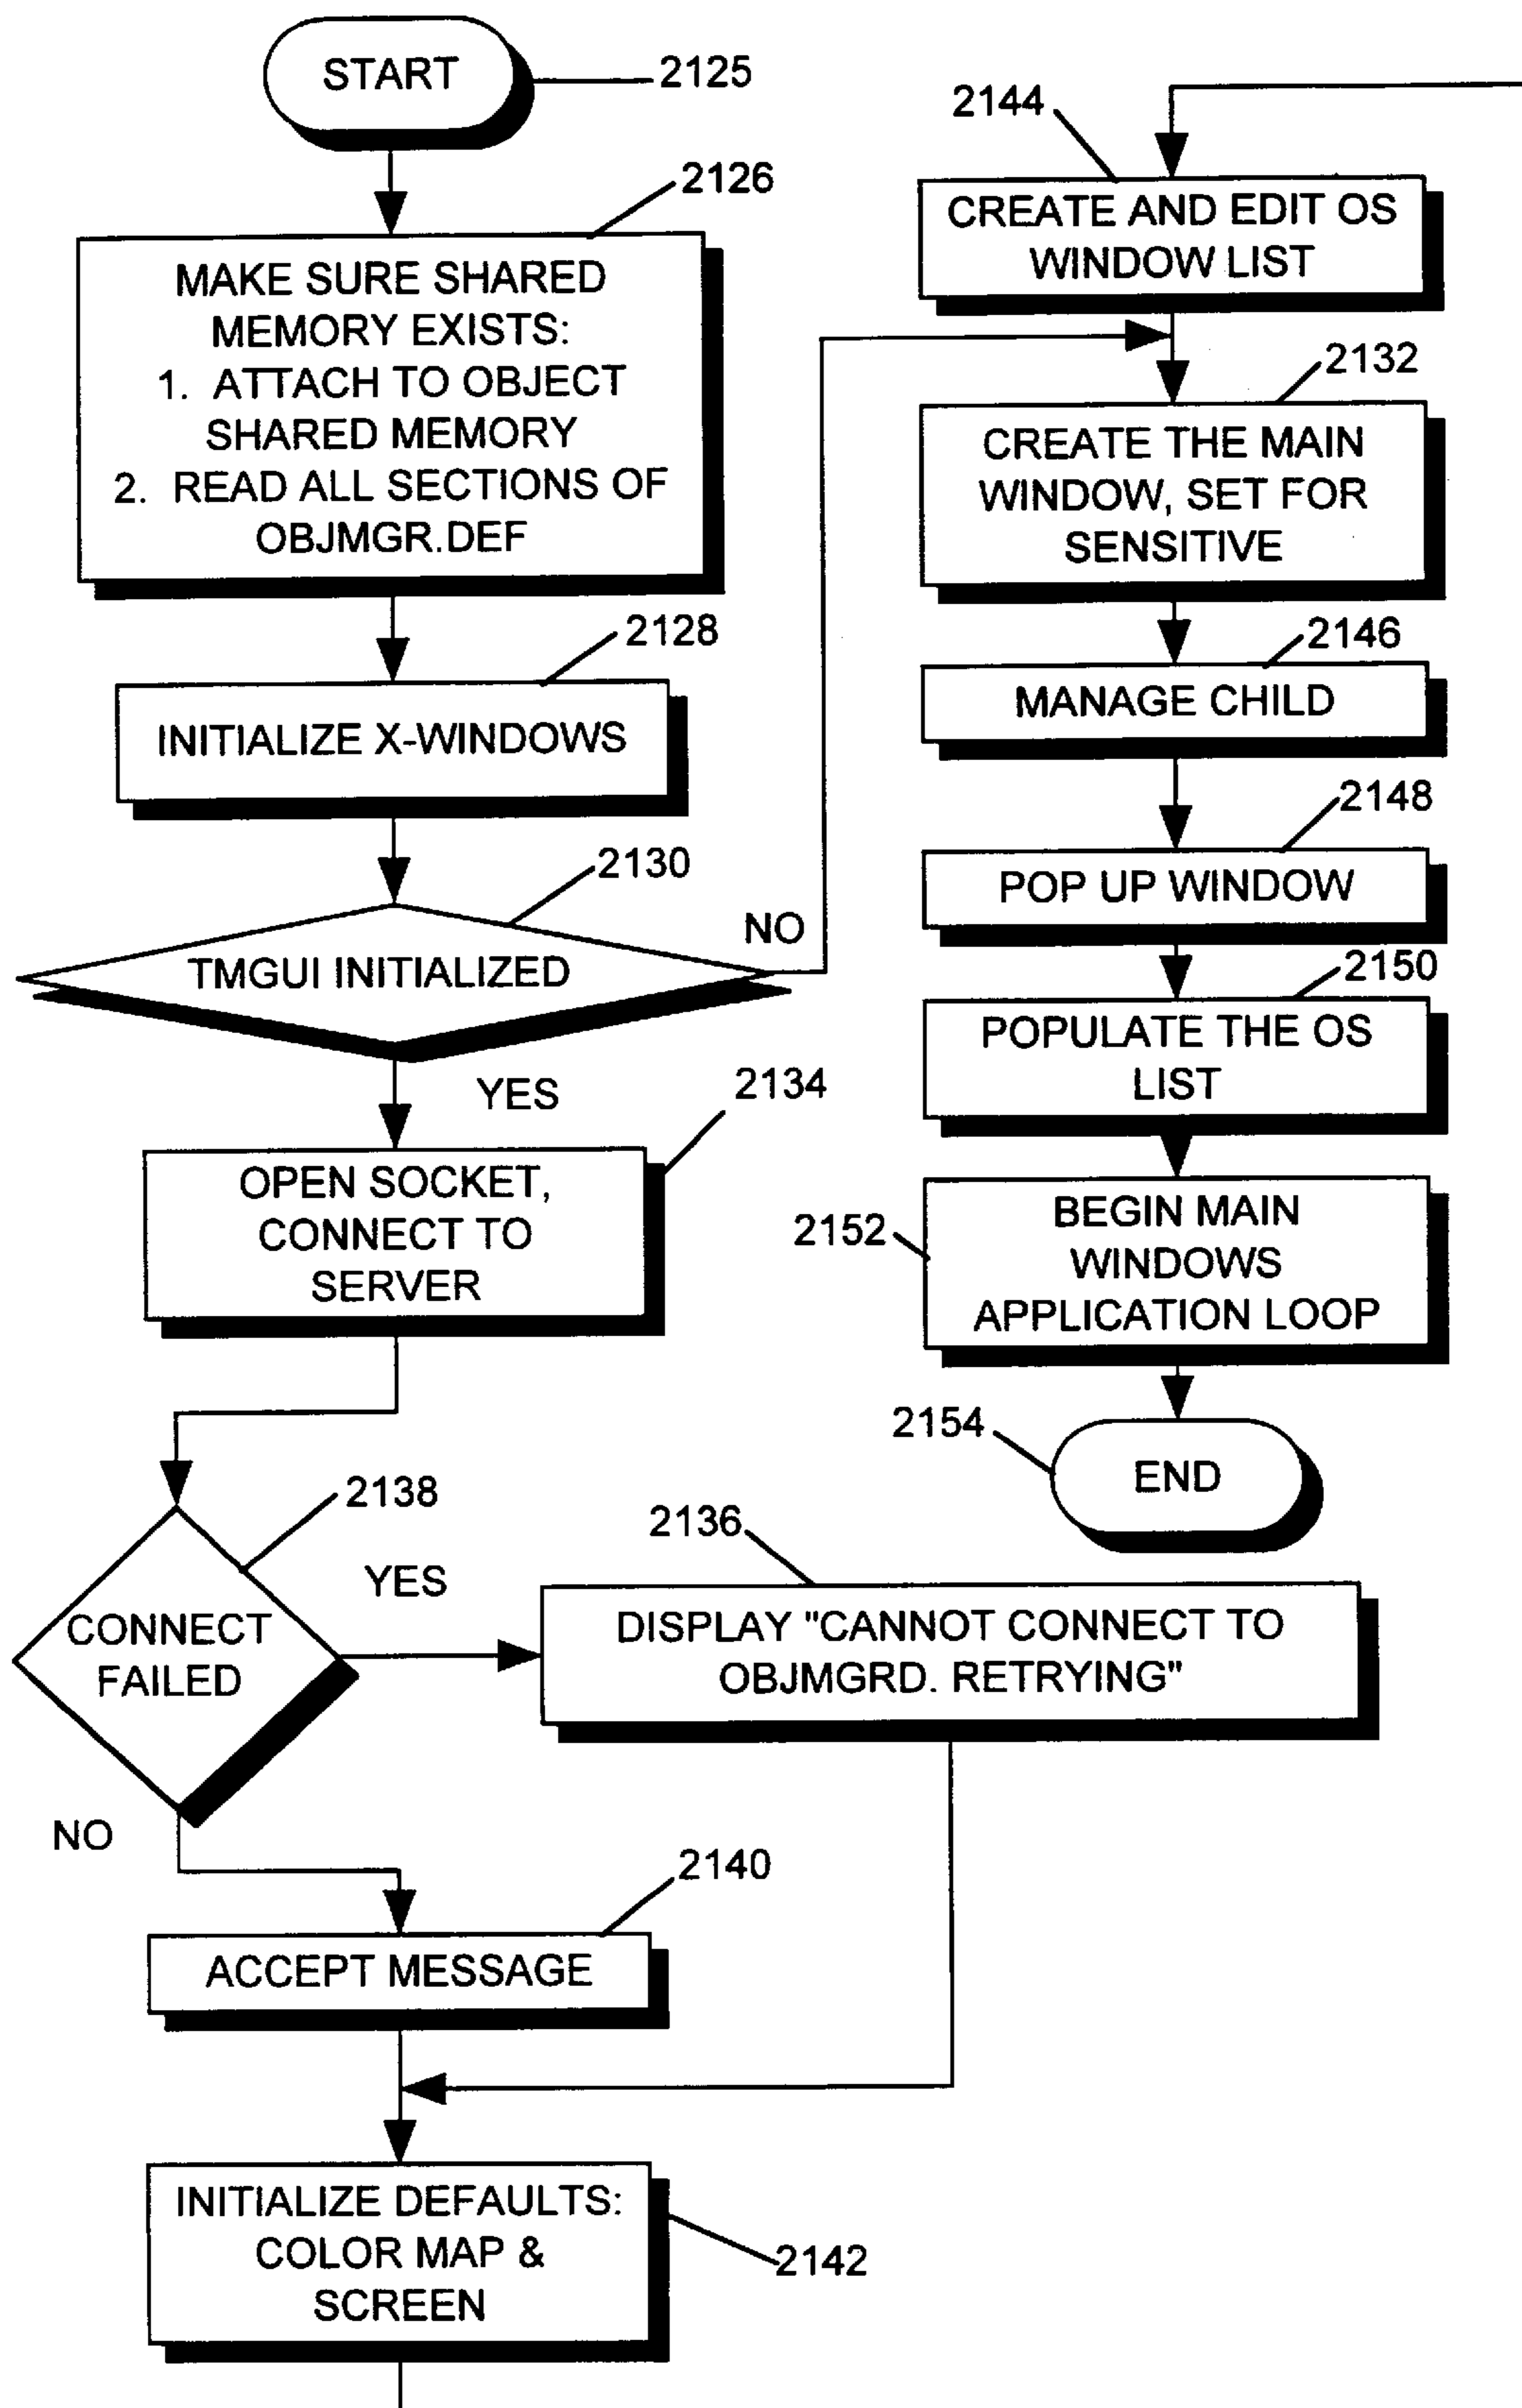 START
2125
2126
MAKE SURE SHARED
MEMORY EXISTS:
1. ATTACH TO OBJECT
SHARED MEMORY
2. READ ALL SECTIONS OF
OBJMGR.DEF
2128
INITIALIZE X-WINDOWS
2130
TMGUI INITIALIZED
NO
YES
2134
OPEN SOCKET,
CONNECT TO
SERVER
2138
CONNECT
FAILED
YES
NO
2136
DISPLAY "CANNOT CONNECT TO
OBJMGRD. RETRYING"
2140
ACCEPT MESSAGE
INITIALIZE DEFAULTS:
COLOR MAP &
SCREEN
2142
2144
CREATE AND EDIT OS
WINDOW LIST
2132
CREATE THE MAIN
WINDOW, SET FOR
SENSITIVE
2146
MANAGE CHILD
2148
POP UP WINDOW
2150
POPULATE THE OS
LIST
2152
BEGIN MAIN
WINDOWS
APPLICATION LOOP
2154
END